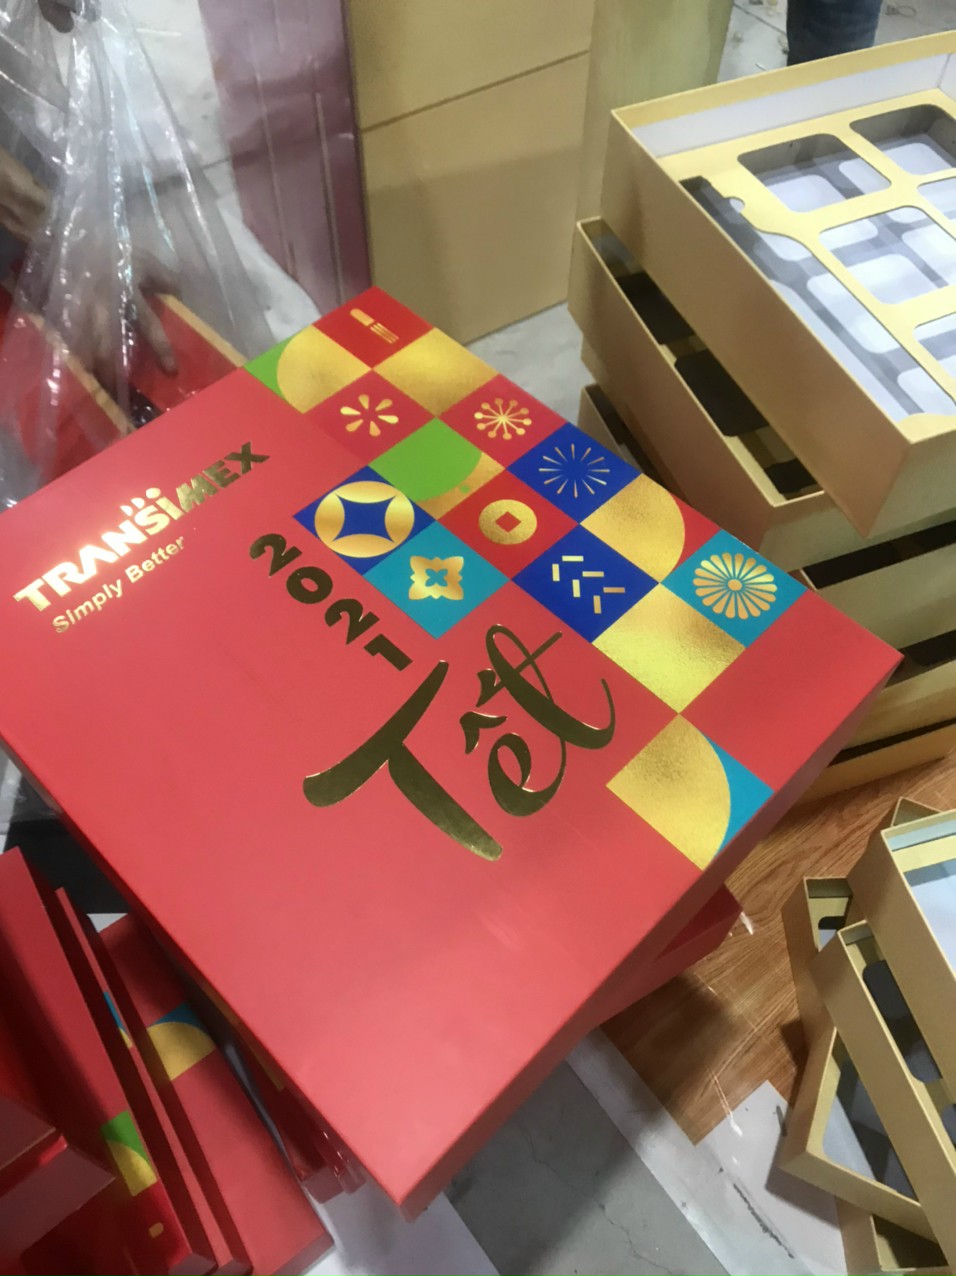 TRANSIMEX
Simply Better
2021
Tết